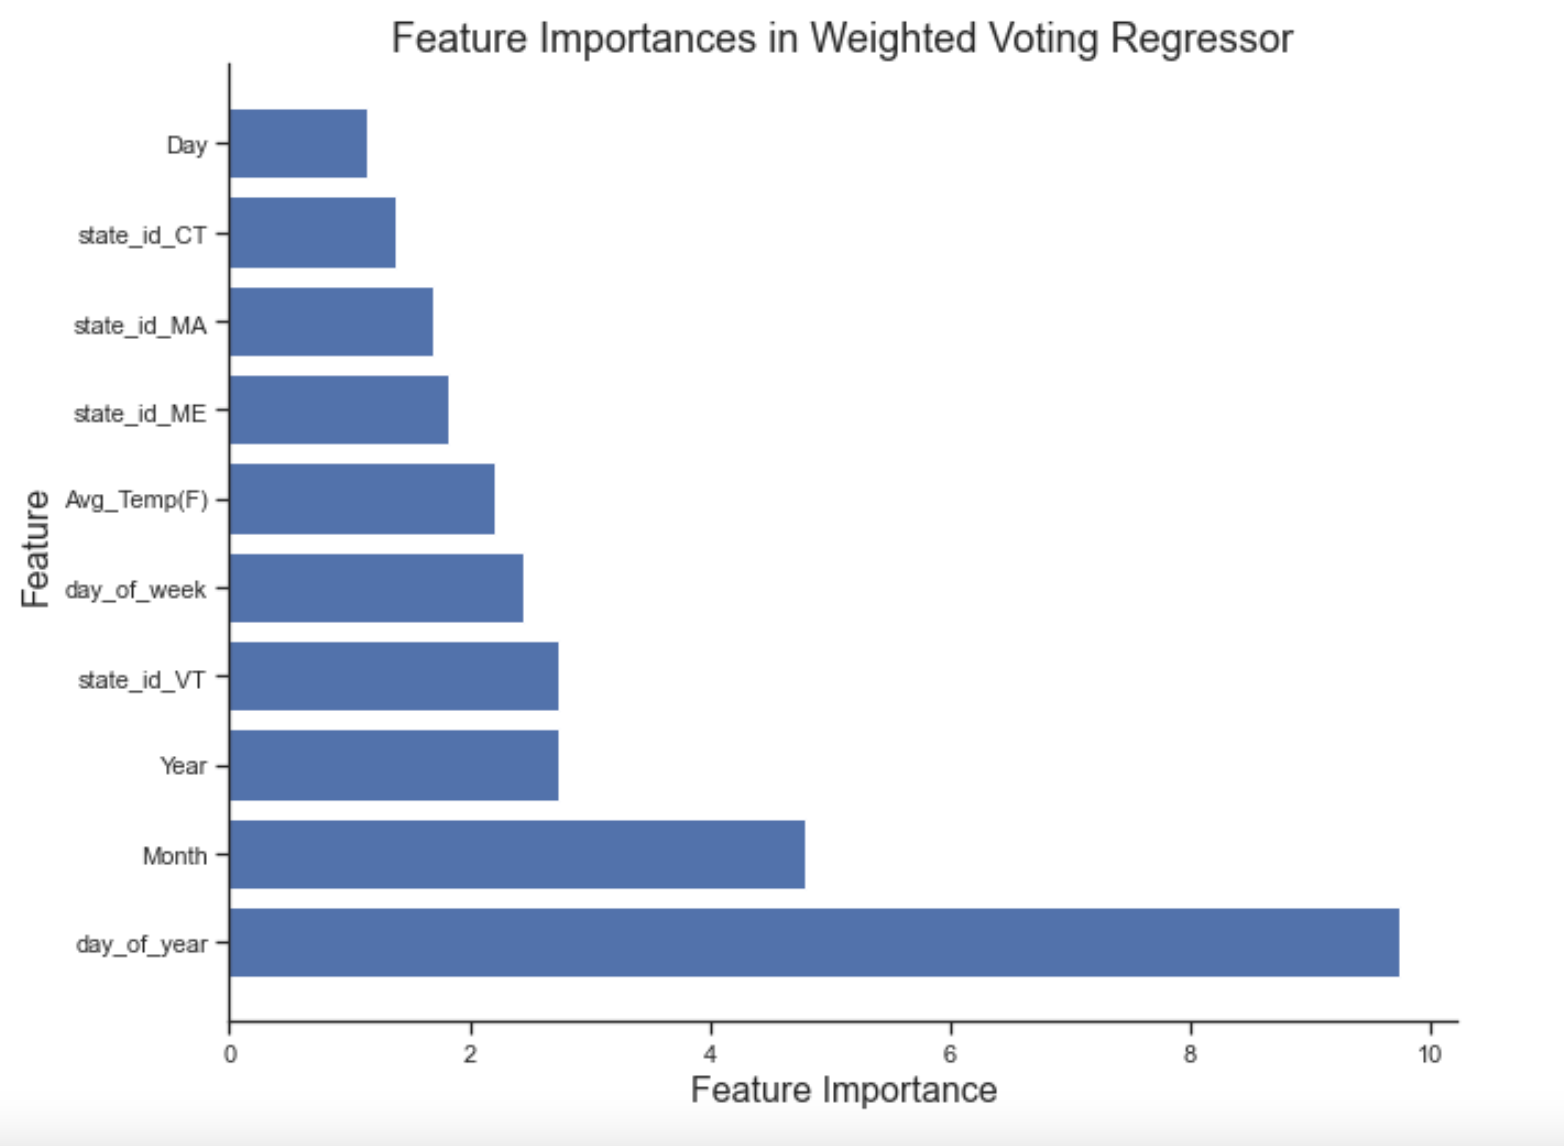 Feature Importances in Weighted Voting Regressor
Feature
Day
state_id_CT
state_id_MA
state_id_ME
Avg_Temp(F)
day_of_week
state_id_VT
Year
Month
day_of_year
0 2 4 6 8 10
Feature Importance